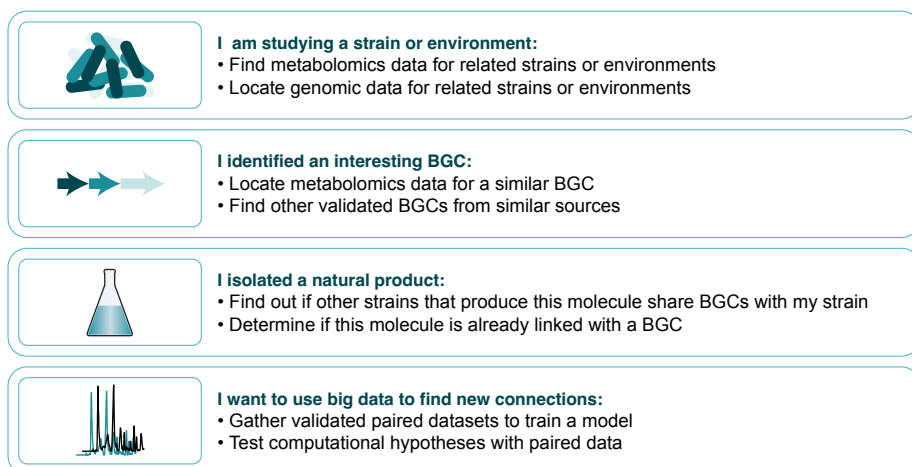 I am studying a strain or environment:
• Find metabolomics data for related strains or environments
• Locate genomic data for related strains or environments
I identified an interesting BGC:
• Locate metabolomics data for a similar BGC
• Find other validated BGCs from similar sources
I isolated a natural product:
• Find out if other strains that produce this molecule share BGCs with my strain
• Determine if this molecule is already linked with a BGC
I want to use big data to find new connections:
• Gather validated paired datasets to train a model
• Test computational hypotheses with paired data